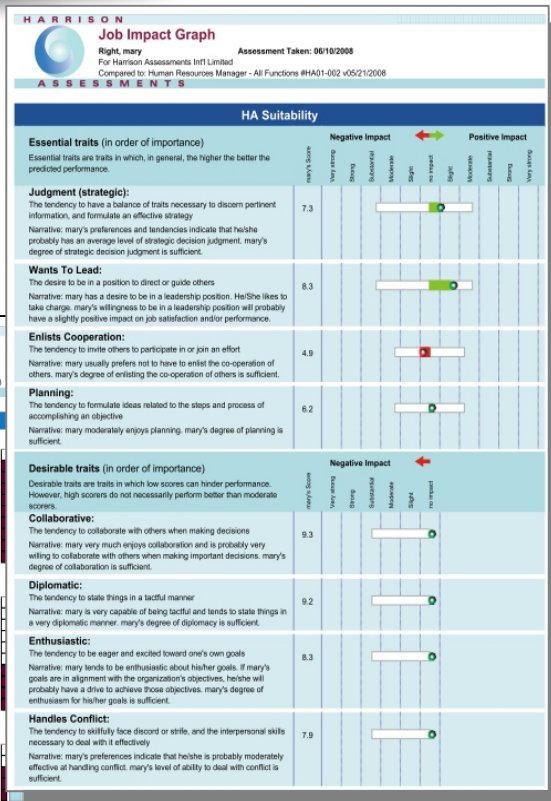 HARRISON
Job Impact Graph
Right, mary Assessment Taken: 06/10/2008
For Harrison Assessments Int'l Limited
Compared to: Human Resources Manager - All Functions #HA01-002 v05/21/2008
ASSESSMENTS
HA Suitability
Essential traits (in order of importance)
Essential traits are traits in which, in general, the higher the better the
predicted performance.
Negative Impact Positive Impact
mary's Score Very strong Strong Substantial Moderate Slight no impact Slight Moderate Substantial Strong Very strong
Judgment (strategic):
The tendency to have a balance of traits necessary to discern pertinent
information, and formulate an effective strategy
Narrative: mary's preferences and tendencies indicate that he/she
probably has an average level of strategic decision judgment. mary's
degree of strategic decision judgment is sufficient.
7.3
Wants To Lead:
The desire to be in a position to direct or guide others
Narrative: mary has a desire to be in a leadership position. He/She likes to
take charge. mary's willingness to be in a leadership position will probably
have a slightly positive impact on job satisfaction and/or performance.
8.3
Enlists Cooperation:
The tendency to invite others to participate in or join an effort
Narrative: mary usually prefers not to have to enlist the co-operation of
others. mary's degree of enlisting the co-operation of others is sufficient.
4.9
Planning:
The tendency to formulate ideas related to the steps and process of
accomplishing an objective
Narrative: mary moderately enjoys planning. mary's degree of planning is
sufficient.
6.2
Desirable traits (in order of importance)
Desirable traits are traits in which low scores can hinder performance.
However, high scorers do not necessarily perform better than moderate
scorers.
Negative Impact
mary's Score Very strong Strong Substantial Moderate Slight no impact
Collaborative:
The tendency to collaborate with others when making decisions
Narrative: mary very much enjoys collaboration and is probably very
willing to collaborate with others when making important decisions. mary's
degree of collaboration is sufficient.
9.3
Diplomatic:
The tendency to state things in a tactful manner
Narrative: mary is very capable of being tactful and tends to state things in
a very diplomatic manner. mary's degree of diplomacy is sufficient.
9.2
Enthusiastic:
The tendency to be eager and excited toward one's own goals
Narrative: mary tends to be enthusiastic about his/her goals. If mary's
goals are in alignment with the organization's objectives, he/she will
probably have a drive to achieve those objectives. mary's degree of
enthusiasm for his/her goals is sufficient.
8.3
Handles Conflict:
The tendency to skillfully face discord or strife, and the interpersonal skills
necessary to deal with it effectively
Narrative: mary's preferences indicate that he/she is probably moderately
effective at handling conflict. mary's level of ability to deal with conflict is
sufficient.
7.9